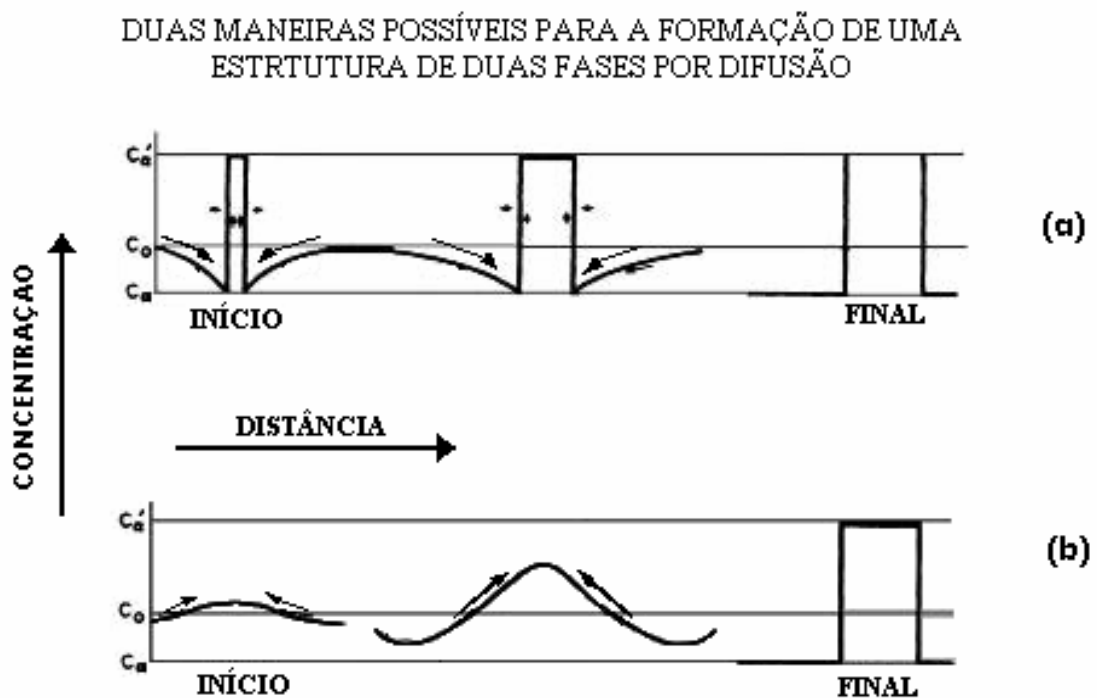 DUAS MANEIRAS POSSÍVEIS PARA A FORMAÇÃO DE UMA
ESTRTUTURA DE DUAS FASES POR DIFUSÃO
Cα'
C₀
Cα
INÍCIO
FINAL
(a)
CONCENTRAÇAO
DISTÂNCIA
Cα'
C₀
Cα
INÍCIO
FINAL
(b)